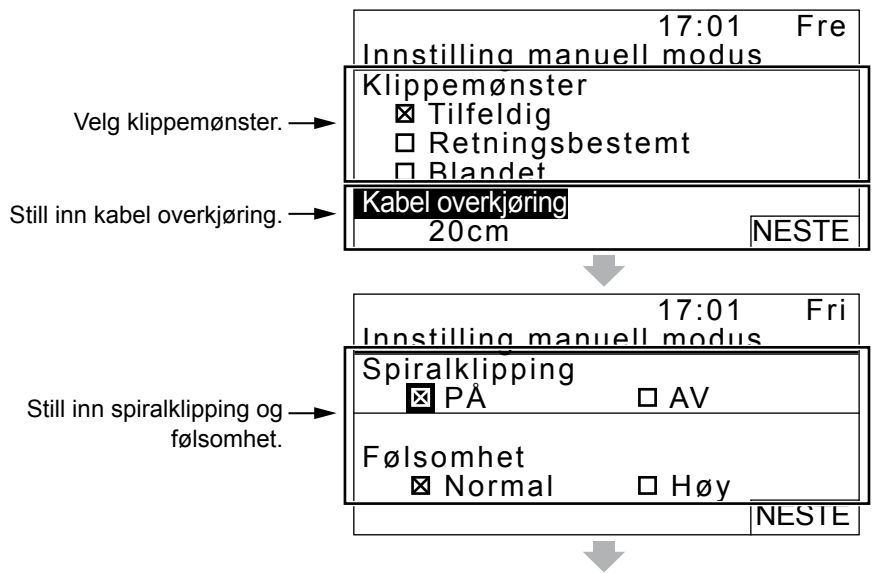 17:01 Fre
Innstilling manuell modus
Velg klippemønster.
Klippemønster
☒ Tilfeldig
☐ Retningsbestemt
☐ Blandet
Still inn kabel overkjøring.
Kabel overkjøring
20cm NESTE
17:01 Fri
Innstilling manuell modus
Still inn spiralklipping og
følsomhet.
Spiralklipping
☒ PÅ ☐ AV
Følsomhet
☒ Normal ☐ Høy
NESTE